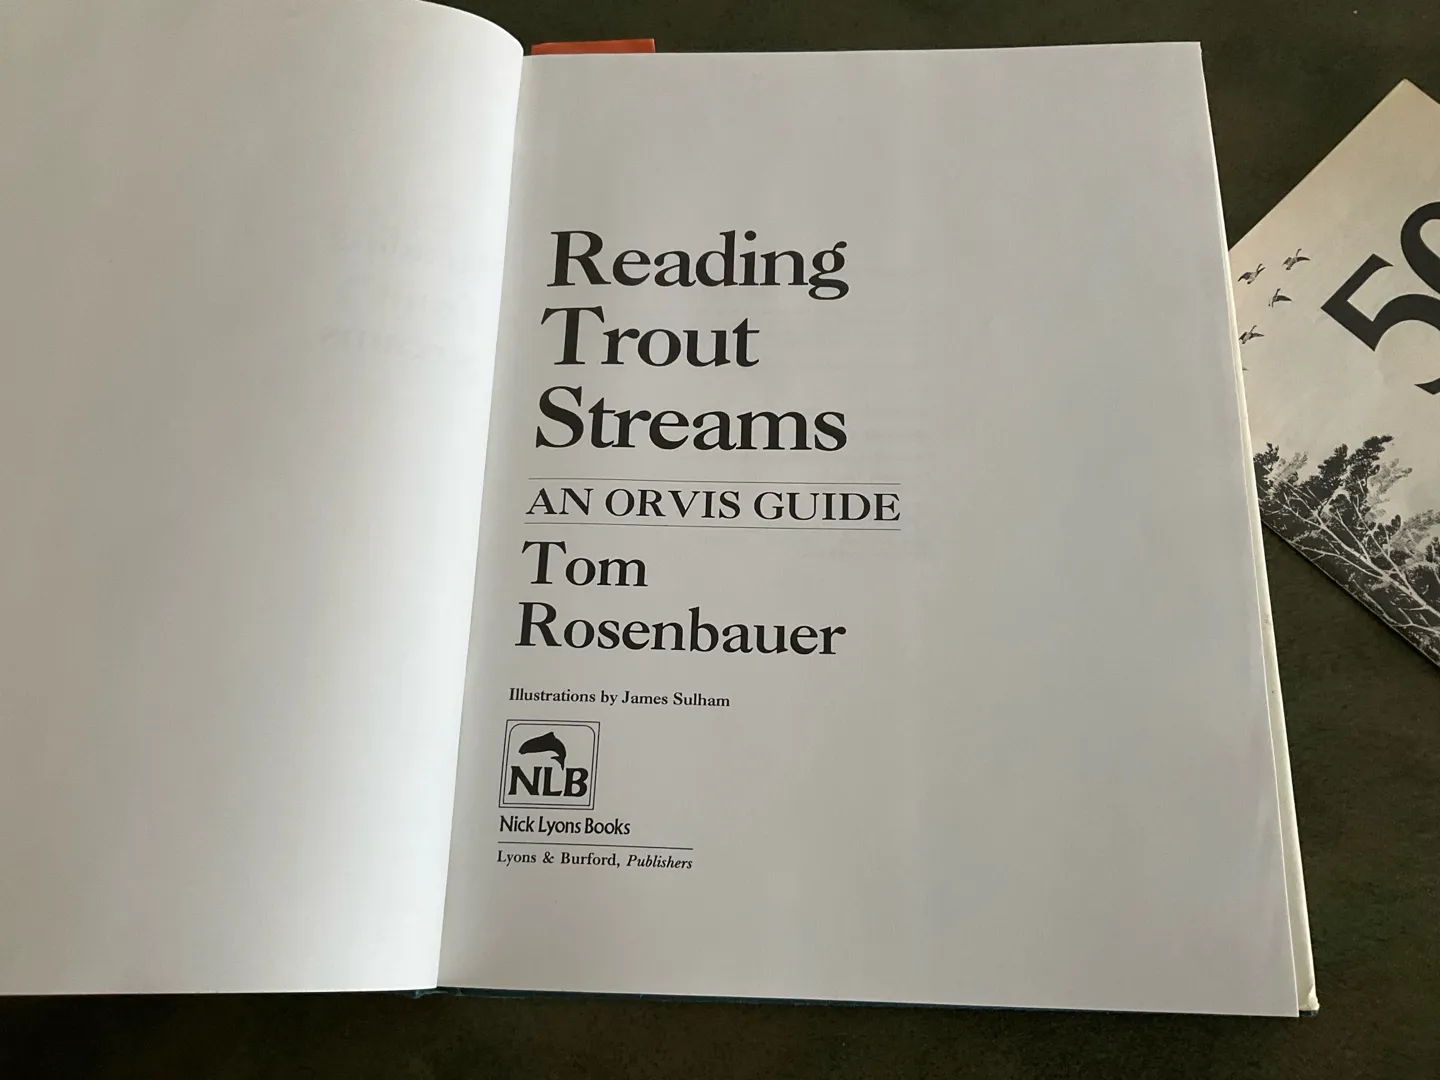 Reading
Trout
Streams
AN ORVIS GUIDE
Tom
Rosenbauer
Illustrations by James Sulham
NLB
Nick Lyons Books
Lyons & Burford, Publishers